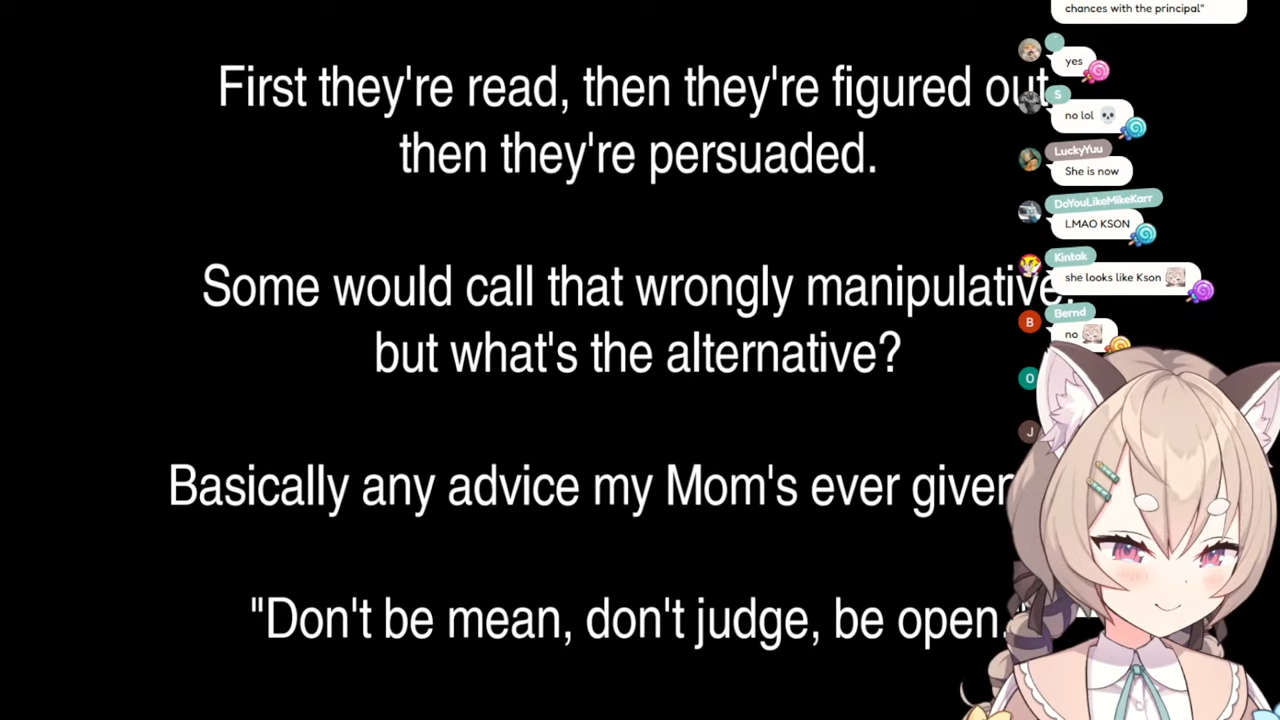 First they're read, then they're figured out
then they're persuaded.
Some would call that wrongly manipulative.
but what's the alternative?
Basically any advice my Mom's ever given
"Don't be mean, don't judge, be open.
chances with the principal"
yes
S
no lol
LuckyYuu
She is now
DoYouLikeMikeKarr
LMAO KSON
Kintak
she looks like Kson
B
Bernd
no
O
J